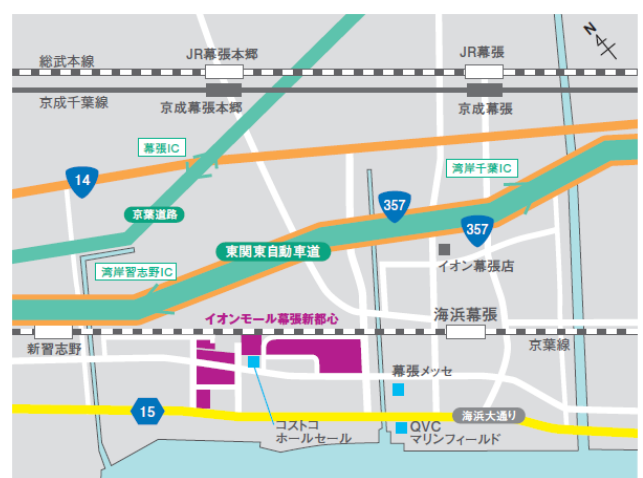 N
JR幕張本郷
JR幕張
総武本線
京成千葉線
京成幕張本郷
京成幕張
幕張IC
湾岸千葉IC
14
京葉道路
357
357
東関東自動車道
イオン幕張店
湾岸習志野IC
イオンモール幕張新都心
海浜幕張
新習志野
京葉線
幕張メッセ
15
海浜大通り
コストコ
ホールセール
QVC
マリンフィールド